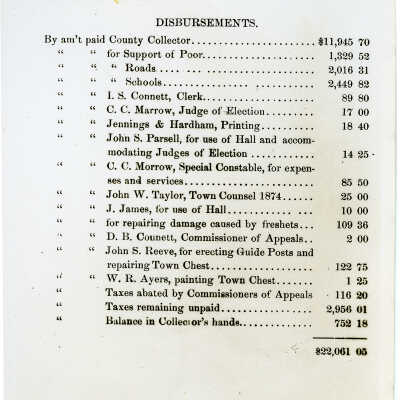 DISBURSEMENTS.
By am't paid County Collector........................ $11,945 70
“ “ for Support of Poor..................... 1,329 52
“ “ “ Roads............................... 2,016 31
“ “ “ Schools............................. 2,449 82
“ “ I. S. Connett, Clerk..................... 89 80
“ “ C. C. Marrow, Judge of Election.......... 17 00
“ “ Jennings & Hardham, Printing............. 18 40
“ “ John S. Parsell, for use of Hall and accom-
modating Judges of Election ............ 14 25
“ “ C. C. Morrow, Special Constable, for expen-
ses and services........................ 85 50
“ “ John W. Taylor, Town Counsel 1874........ 25 00
“ “ J. James, for use of Hall................ 10 00
“ “ for repairing damage caused by freshets... 109 36
“ “ D. B. Counett, Commissioner of Appeals.. 2 00
“ “ John S. Reeve, for erecting Guide Posts and
repairing Town Chest................... 122 75
“ “ W. R. Ayers, painting Town Chest........ 1 25
“ Taxes abated by Commissioners of Appeals 116 20
“ Taxes remaining unpaid................... 2,956 01
“ Balance in Collector's hands.............. 752 18
$22,061 05